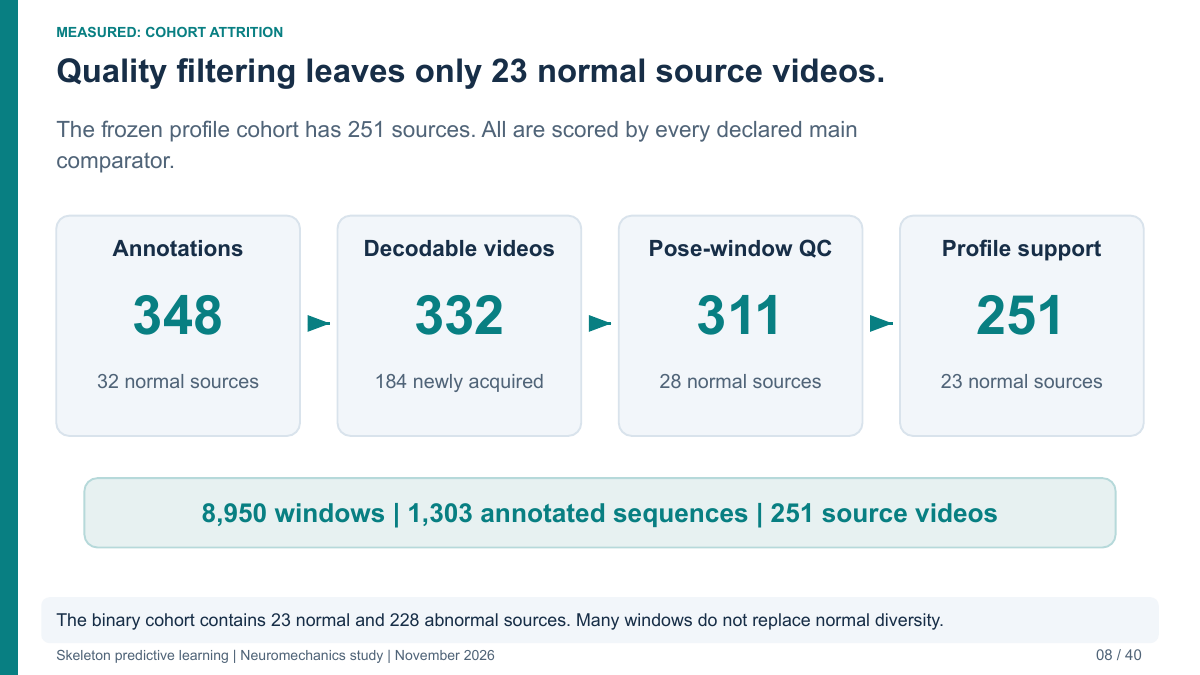 MEASURED: COHORT ATTRITION
Quality filtering leaves only 23 normal source videos.
The frozen profile cohort has 251 sources. All are scored by every declared main
comparator.
Annotations
348
32 normal sources
Decodable videos
332
184 newly acquired
Pose-window QC
311
28 normal sources
Profile support
251
23 normal sources
8,950 windows | 1,303 annotated sequences | 251 source videos
The binary cohort contains 23 normal and 228 abnormal sources. Many windows do not replace normal diversity.
Skeleton predictive learning | Neuromechanics study | November 2026
08 / 40